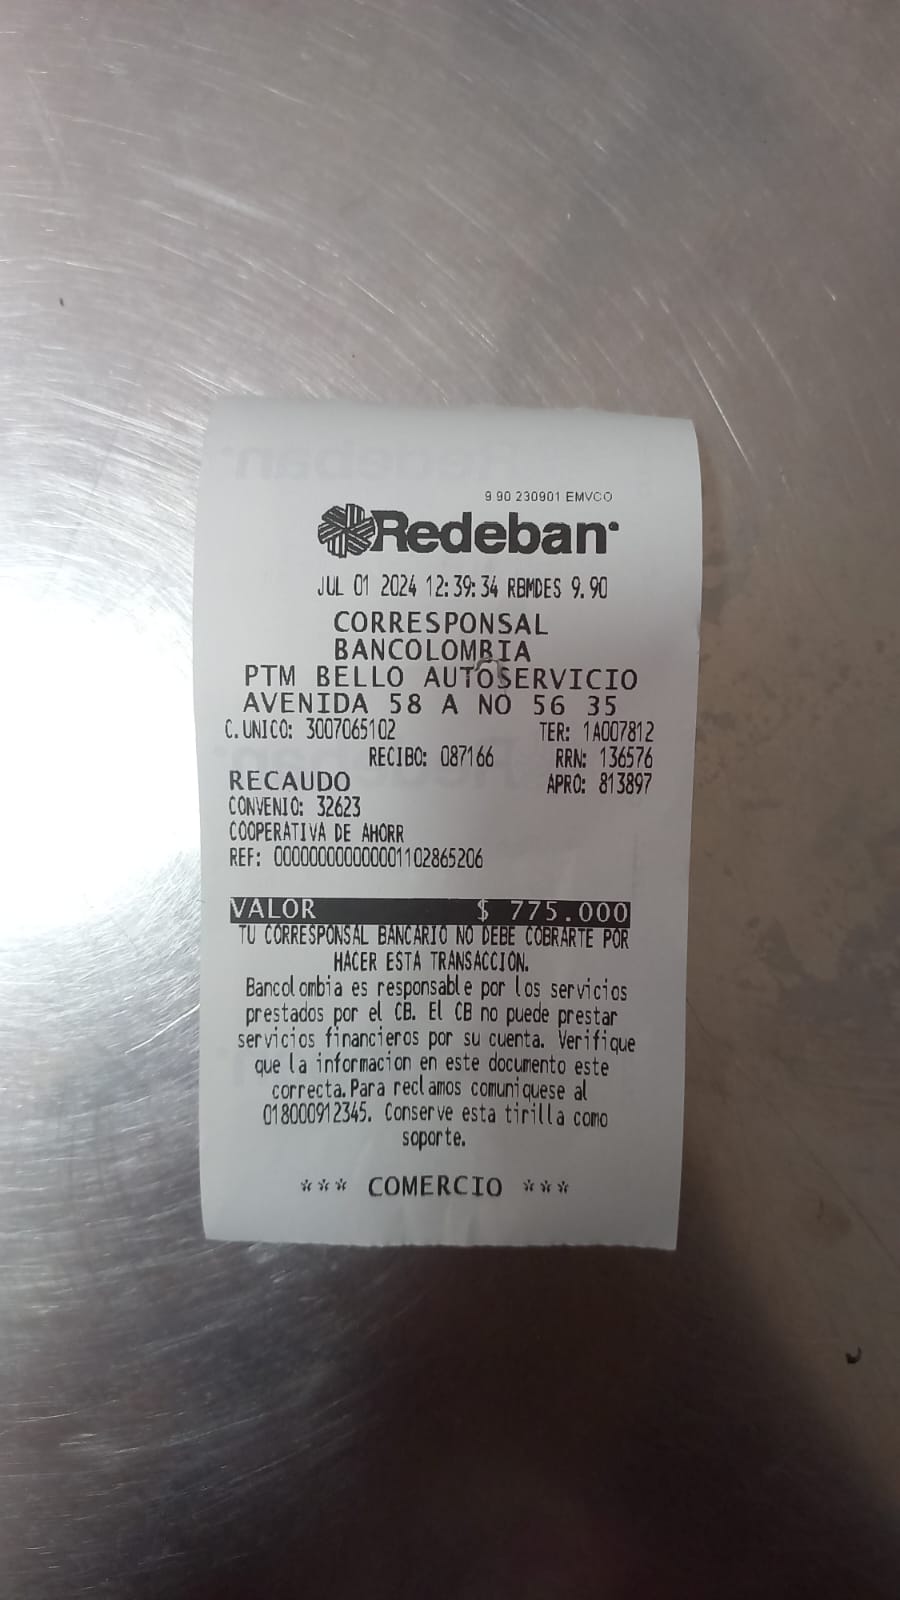 9 90 230901 EMVCO
Redeban
JUL 01 2024 12:39:34 RBMDES 9.90
CORRESPONSAL
BANCOLOMBIA
PTM BELLO AUTOSERVICIO
AVENIDA 58 A NO 56 35
C.UNICO: 3007065102 TER: 1A007812
RECIBO: 087166 RRN: 136576
RECAUDO APRO: 813897
CONVENIO: 32623
COOPERATIVA DE AHORR
REF: 00000000000001102865206
VALOR $ 775.000
TU CORRESPONSAL BANCARIO NO DEBE COBRARTE POR
HACER ESTA TRANSACCION.
Bancolombia es responsable por los servicios
prestados por el CB. El CB no puede prestar
servicios financieros por su cuenta. Verifique
que la informacion en este documento este
correcta.Para reclamos comuniquese al
018000912345. Conserve esta tirilla como
soporte.
*** COMERCIO ***